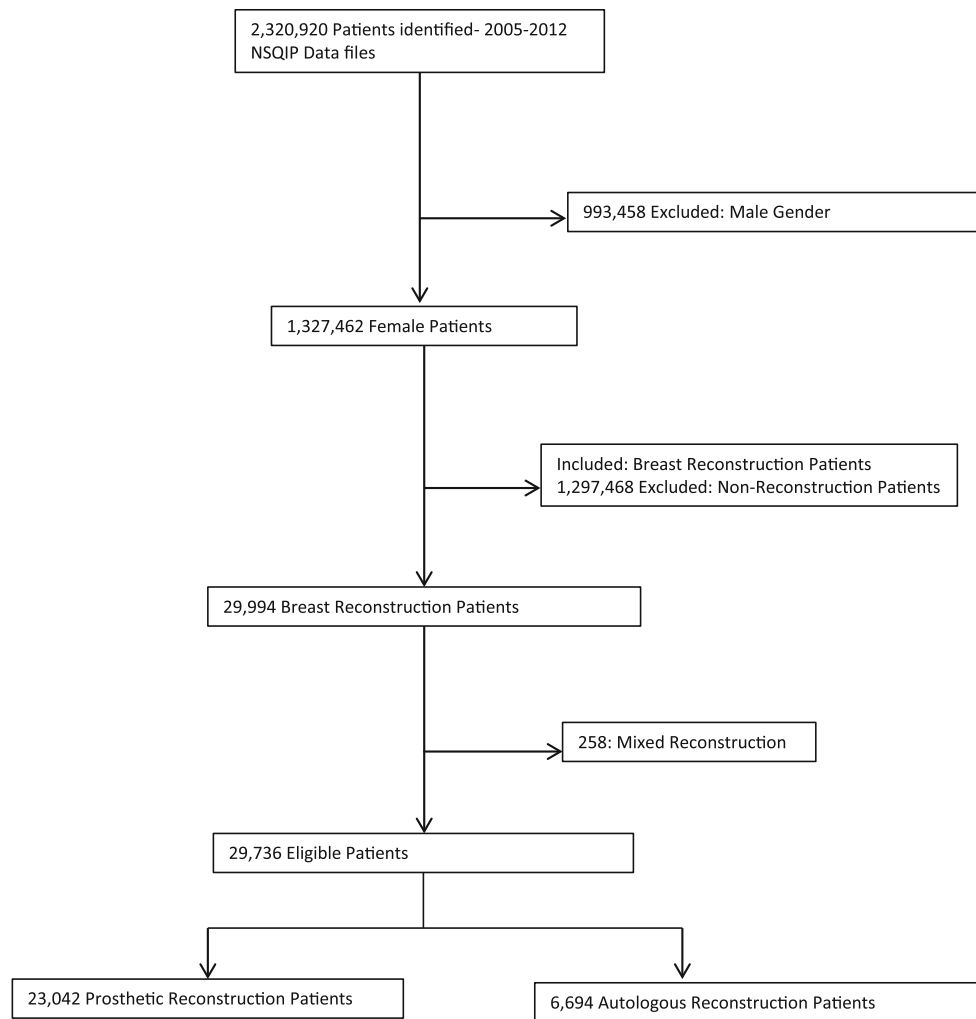 2,320,920 Patients identified- 2005-2012
NSQIP Data files
993,458 Excluded: Male Gender
1,327,462 Female Patients
Included: Breast Reconstruction Patients
1,297,468 Excluded: Non-Reconstruction Patients
29,994 Breast Reconstruction Patients
258: Mixed Reconstruction
29,736 Eligible Patients
23,042 Prosthetic Reconstruction Patients
6,694 Autologous Reconstruction Patients